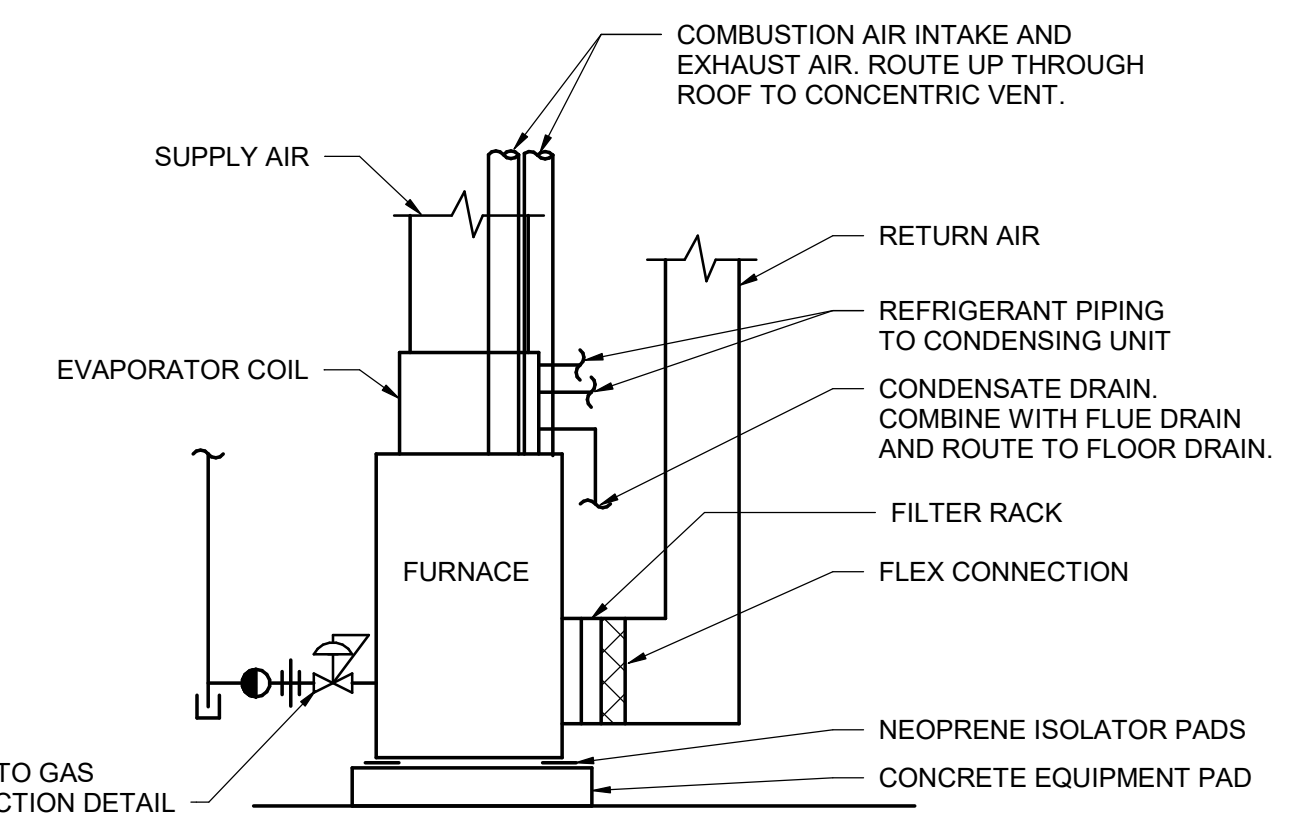 COMBUSTION AIR INTAKE AND
EXHAUST AIR. ROUTE UP THROUGH
ROOF TO CONCENTRIC VENT.
SUPPLY AIR
RETURN AIR
REFRIGERANT PIPING
TO CONDENSING UNIT
EVAPORATOR COIL
CONDENSATE DRAIN.
COMBINE WITH FLUE DRAIN
AND ROUTE TO FLOOR DRAIN.
FILTER RACK
FURNACE
FLEX CONNECTION
NEOPRENE ISOLATOR PADS
TO GAS
CTION DETAIL
CONCRETE EQUIPMENT PAD